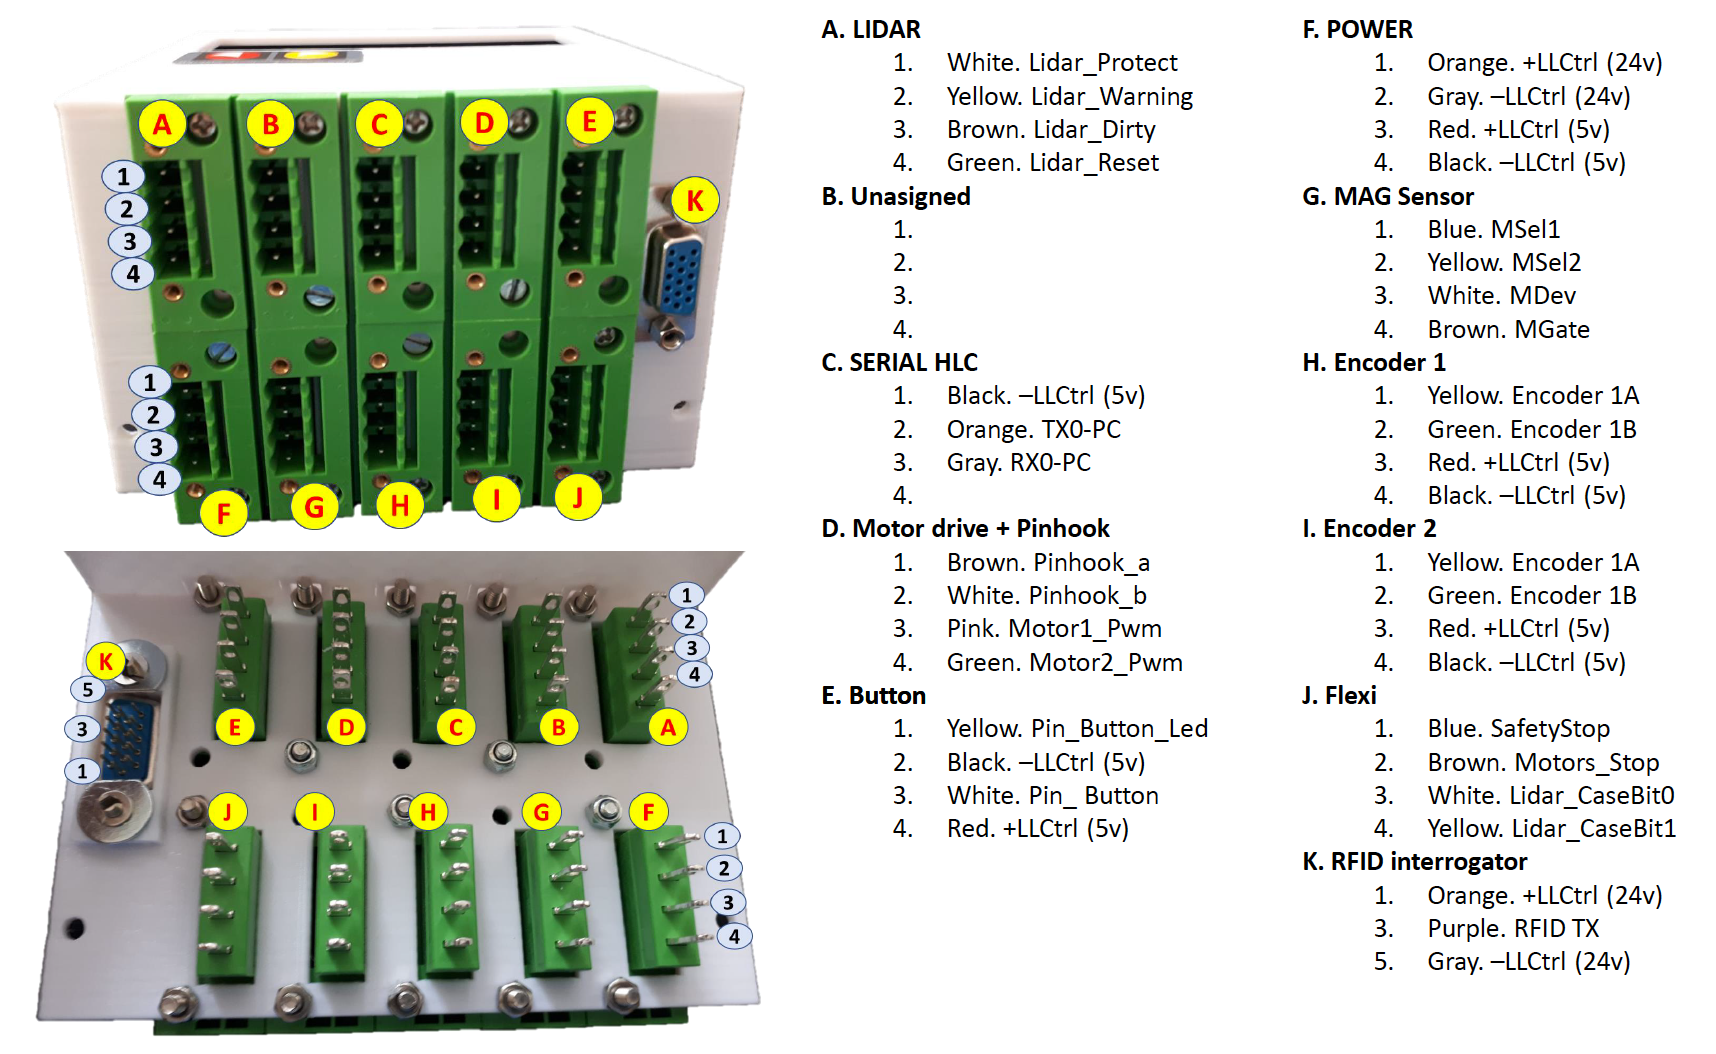 A
B
C
D
E
K
1
2
3
4
1
2
3
4
F
G
H
I
J
K
5
3
1
1
2
3
4
E
D
C
B
A
J
I
H
G
F
1
2
3
4
A. LIDAR
1. White. Lidar_Protect
2. Yellow. Lidar_Warning
3. Brown. Lidar_Dirty
4. Green. Lidar_Reset
B. Unasigned
1.
2.
3.
4.
C. SERIAL HLC
1. Black. –LLCtrl (5v)
2. Orange. TX0-PC
3. Gray. RX0-PC
4.
D. Motor drive + Pinhook
1. Brown. Pinhook_a
2. White. Pinhook_b
3. Pink. Motor1_Pwm
4. Green. Motor2_Pwm
E. Button
1. Yellow. Pin_Button_Led
2. Black. –LLCtrl (5v)
3. White. Pin_ Button
4. Red. +LLCtrl (5v)
F. POWER
1. Orange. +LLCtrl (24v)
2. Gray. –LLCtrl (24v)
3. Red. +LLCtrl (5v)
4. Black. –LLCtrl (5v)
G. MAG Sensor
1. Blue. MSel1
2. Yellow. MSel2
3. White. MDev
4. Brown. MGate
H. Encoder 1
1. Yellow. Encoder 1A
2. Green. Encoder 1B
3. Red. +LLCtrl (5v)
4. Black. –LLCtrl (5v)
I. Encoder 2
1. Yellow. Encoder 1A
2. Green. Encoder 1B
3. Red. +LLCtrl (5v)
4. Black. –LLCtrl (5v)
J. Flexi
1. Blue. SafetyStop
2. Brown. Motors_Stop
3. White. Lidar_CaseBit0
4. Yellow. Lidar_CaseBit1
K. RFID interrogator
1. Orange. +LLCtrl (24v)
3. Purple. RFID TX
5. Gray. –LLCtrl (24v)